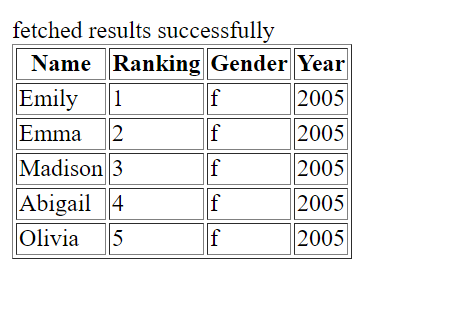 fetched results successfully
Name Ranking Gender Year
Emily 1 f 2005
Emma 2 f 2005
Madison 3 f 2005
Abigail 4 f 2005
Olivia 5 f 2005